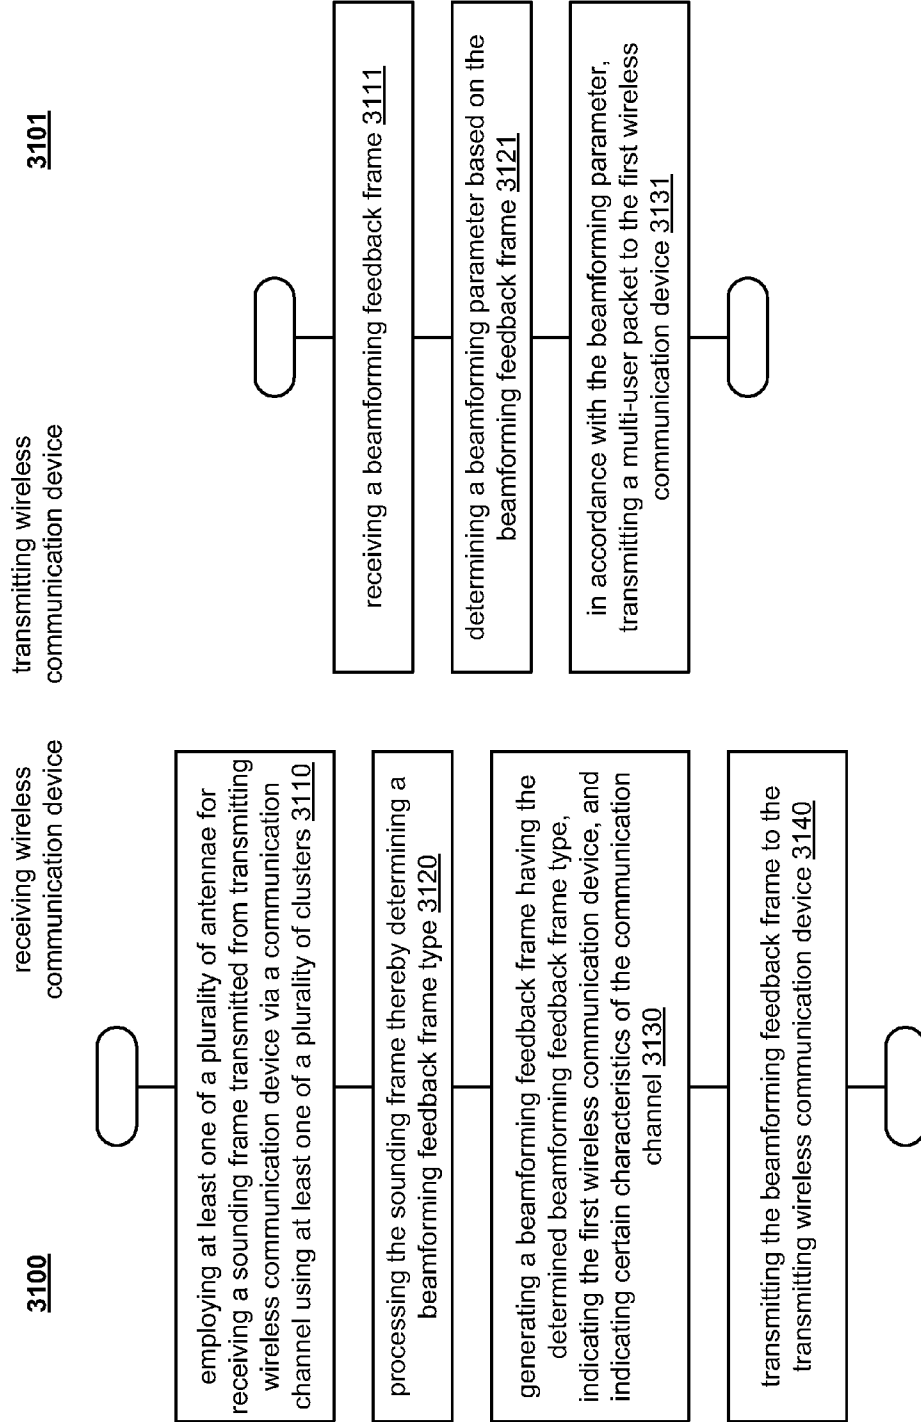 3100
receiving wireless
communication device
employing at least one of a plurality of antennae for
receiving a sounding frame transmitted from transmitting
wireless communication device via a communication
channel using at least one of a plurality of clusters 3110
processing the sounding frame thereby determining a
beamforming feedback frame type 3120
generating a beamforming feedback frame having the
determined beamforming feedback frame type,
indicating the first wireless communication device, and
indicating certain characteristics of the communication
channel 3130
transmitting the beamforming feedback frame to the
transmitting wireless communication device 3140
transmitting wireless
communication device
3101
receiving a beamforming feedback frame 3111
determining a beamforming parameter based on the
beamforming feedback frame 3121
in accordance with the beamforming parameter,
transmitting a multi-user packet to the first wireless
communication device 3131